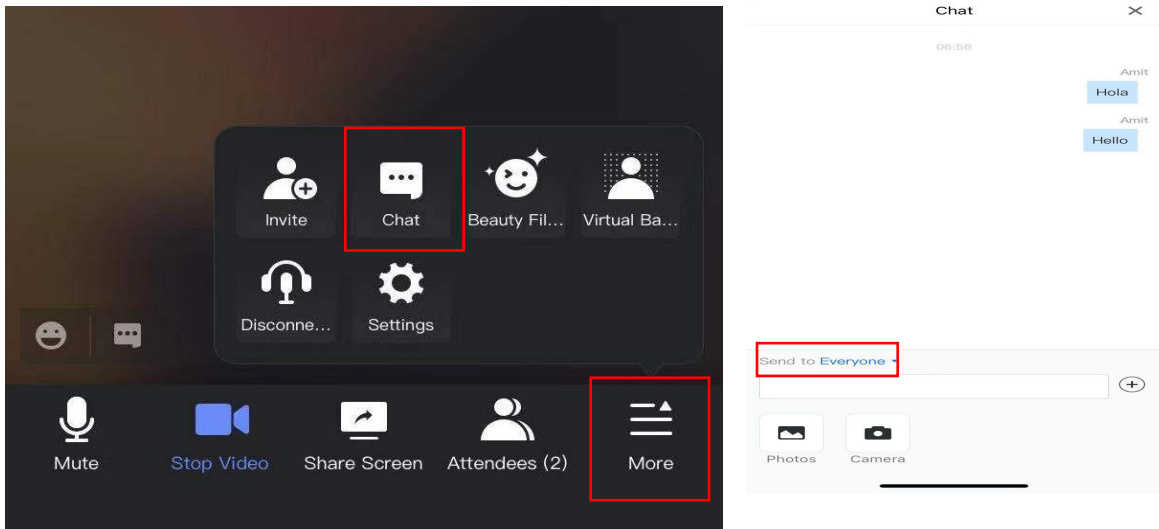 Invite
Chat
Beauty Fil...
Virtual Ba...
Disconne...
Settings
Mute
Stop Video
Share Screen
Attendees (2)
More
Chat
06:56
Amit
Hola
Amit
Hello
Send to Everyone
Photos
Camera